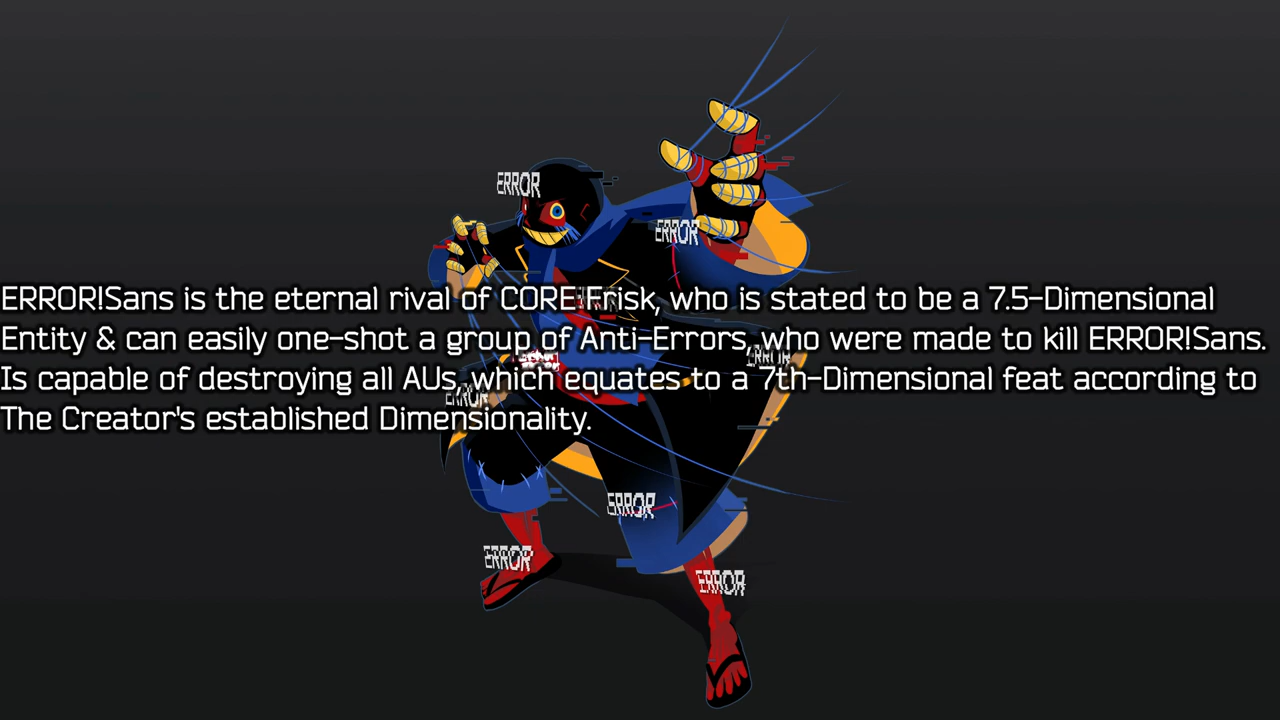 ERROR
ERROR
ERROR!Sans is the eternal rival of CORE!Frisk, who is stated to be a 7.5-Dimensional
Entity & can easily one-shot a group of Anti-Errors, who were made to kill ERROR!Sans.
Is capable of destroying all AUs, which equates to a 7th-Dimensional feat according to
The Creator's established Dimensionality.
ERROR
ERROR
ERROR
ERROR
ERROR